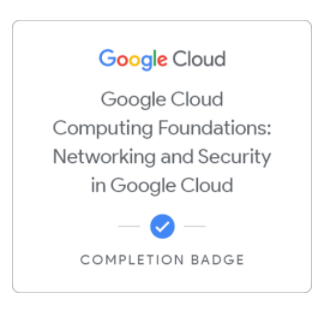 Google Cloud
Google Cloud
Computing Foundations:
Networking and Security
in Google Cloud
COMPLETION BADGE